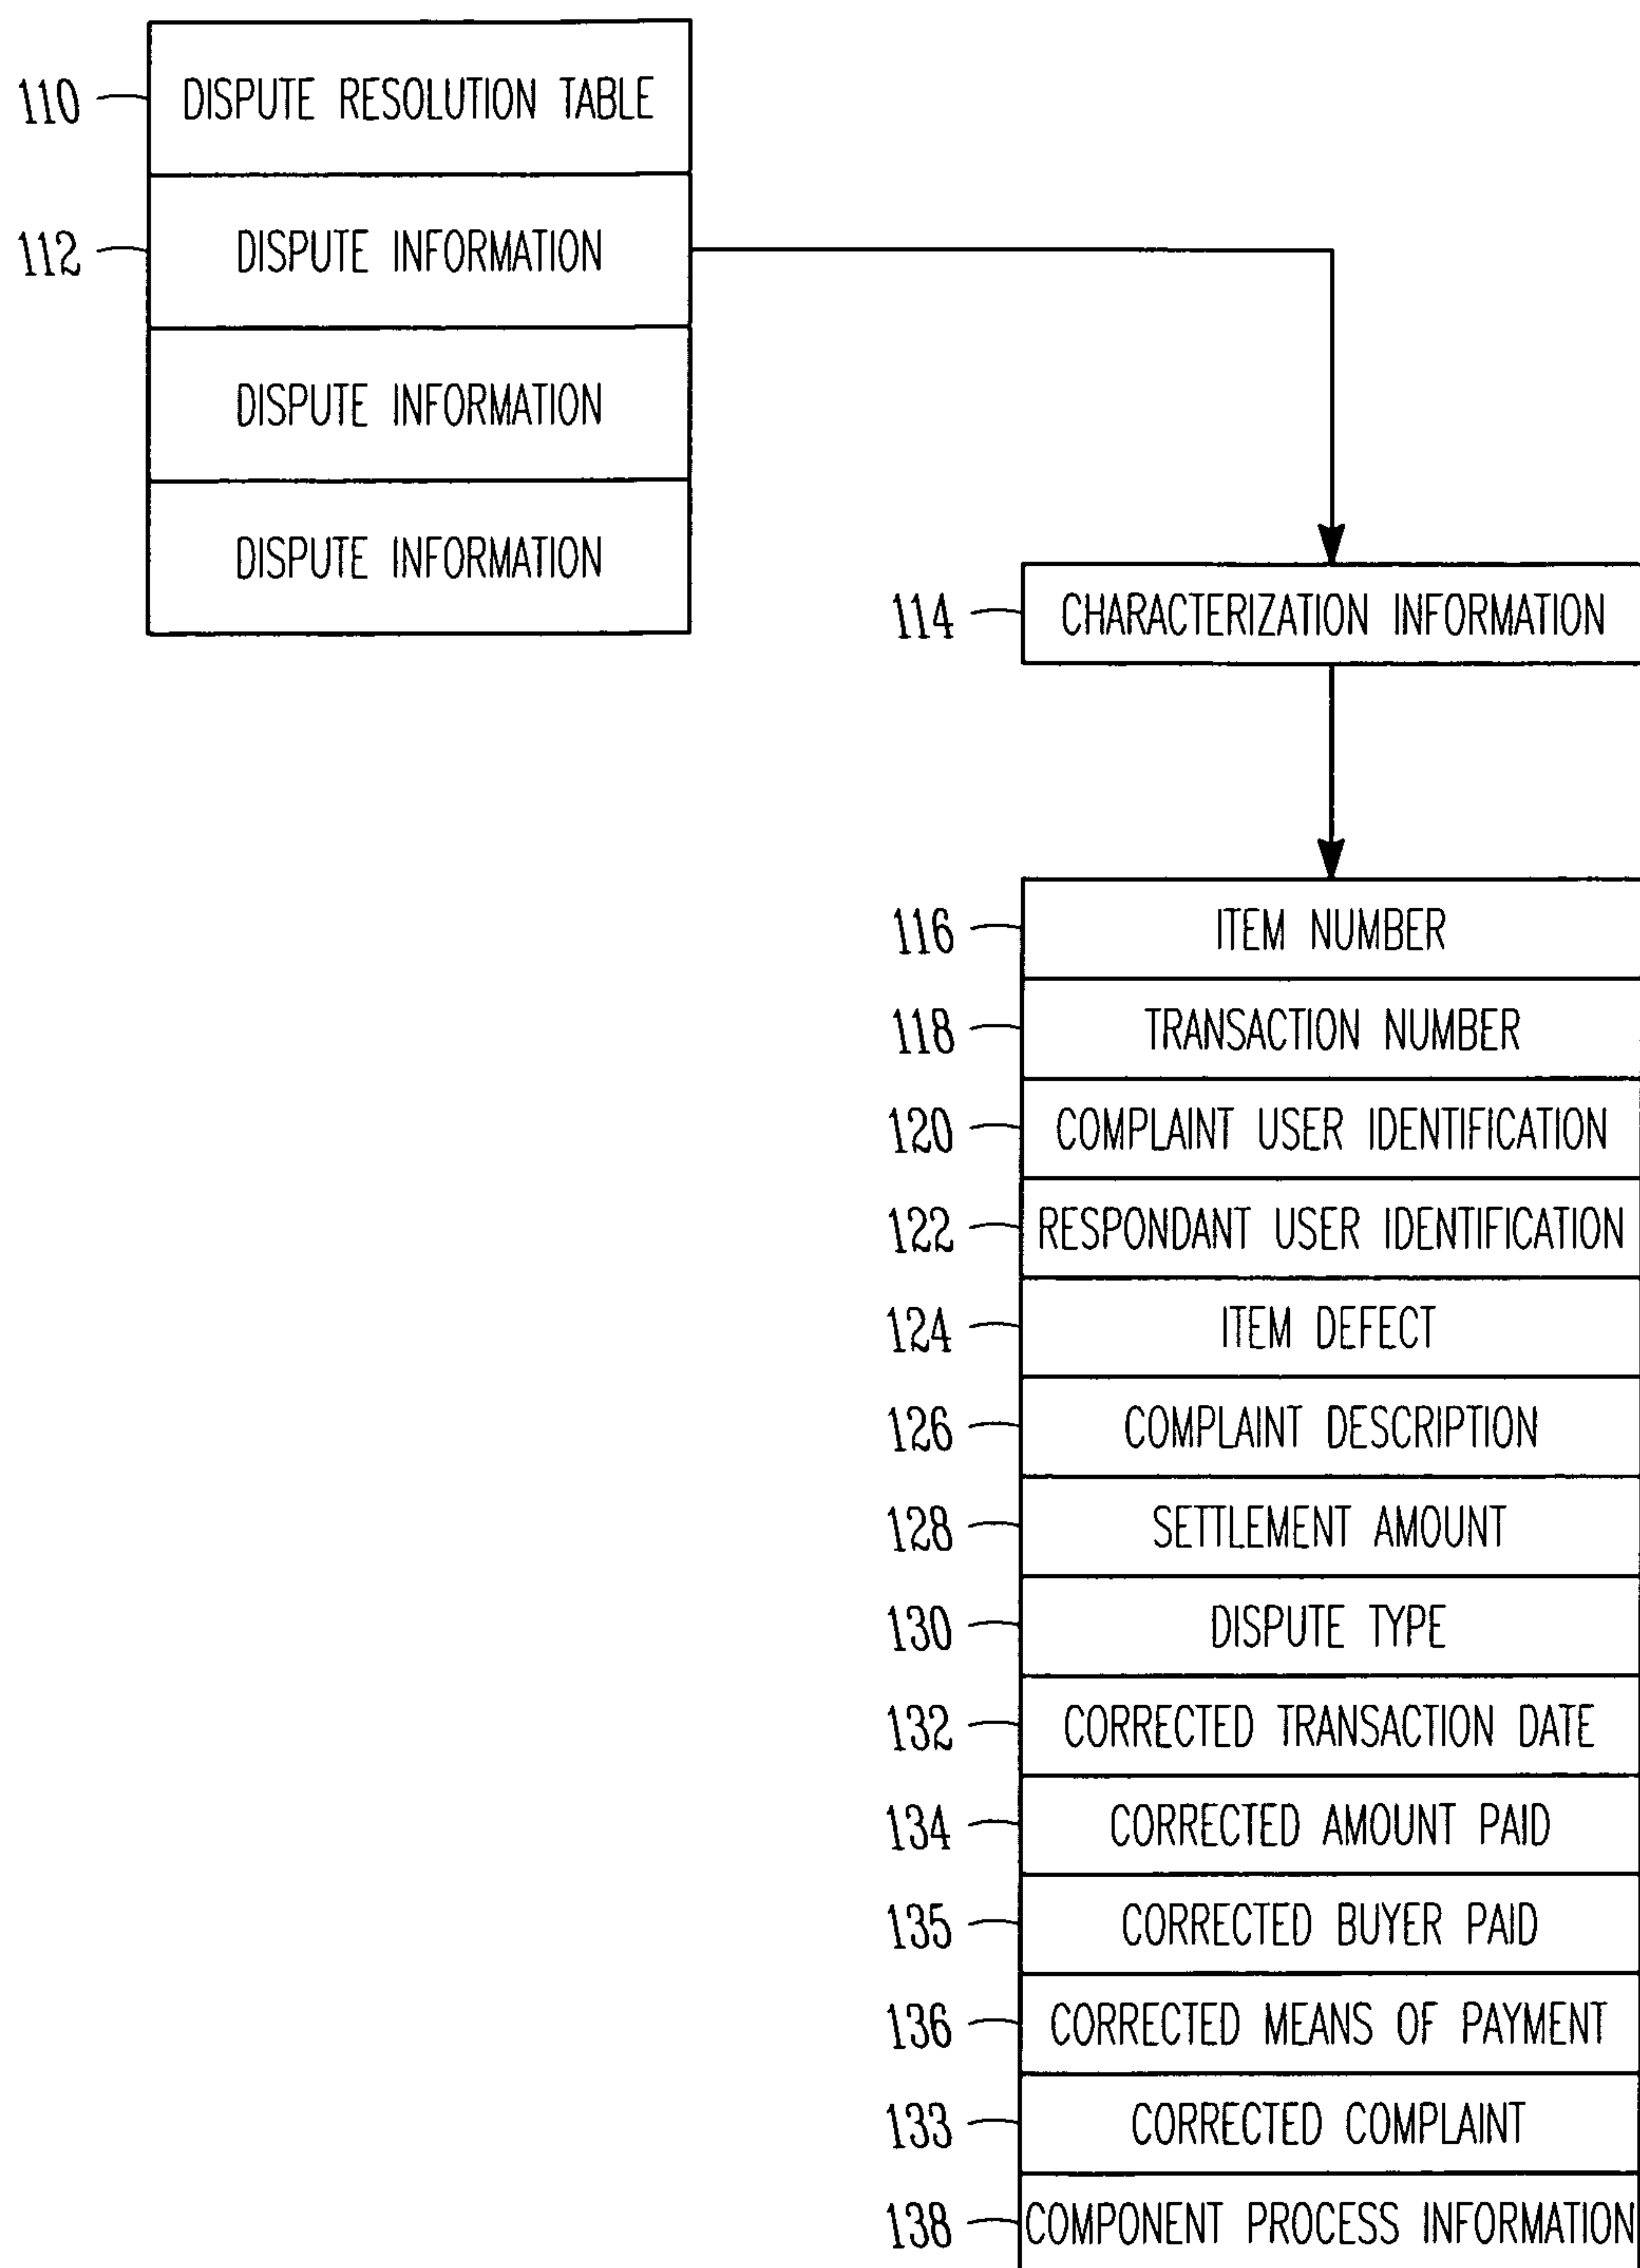 110 DISPUTE RESOLUTION TABLE
112 DISPUTE INFORMATION
DISPUTE INFORMATION
DISPUTE INFORMATION
114 CHARACTERIZATION INFORMATION
116 ITEM NUMBER
118 TRANSACTION NUMBER
120 COMPLAINT USER IDENTIFICATION
122 RESPONDANT USER IDENTIFICATION
124 ITEM DEFECT
126 COMPLAINT DESCRIPTION
128 SETTLEMENT AMOUNT
130 DISPUTE TYPE
132 CORRECTED TRANSACTION DATE
134 CORRECTED AMOUNT PAID
135 CORRECTED BUYER PAID
136 CORRECTED MEANS OF PAYMENT
133 CORRECTED COMPLAINT
138 COMPONENT PROCESS INFORMATION